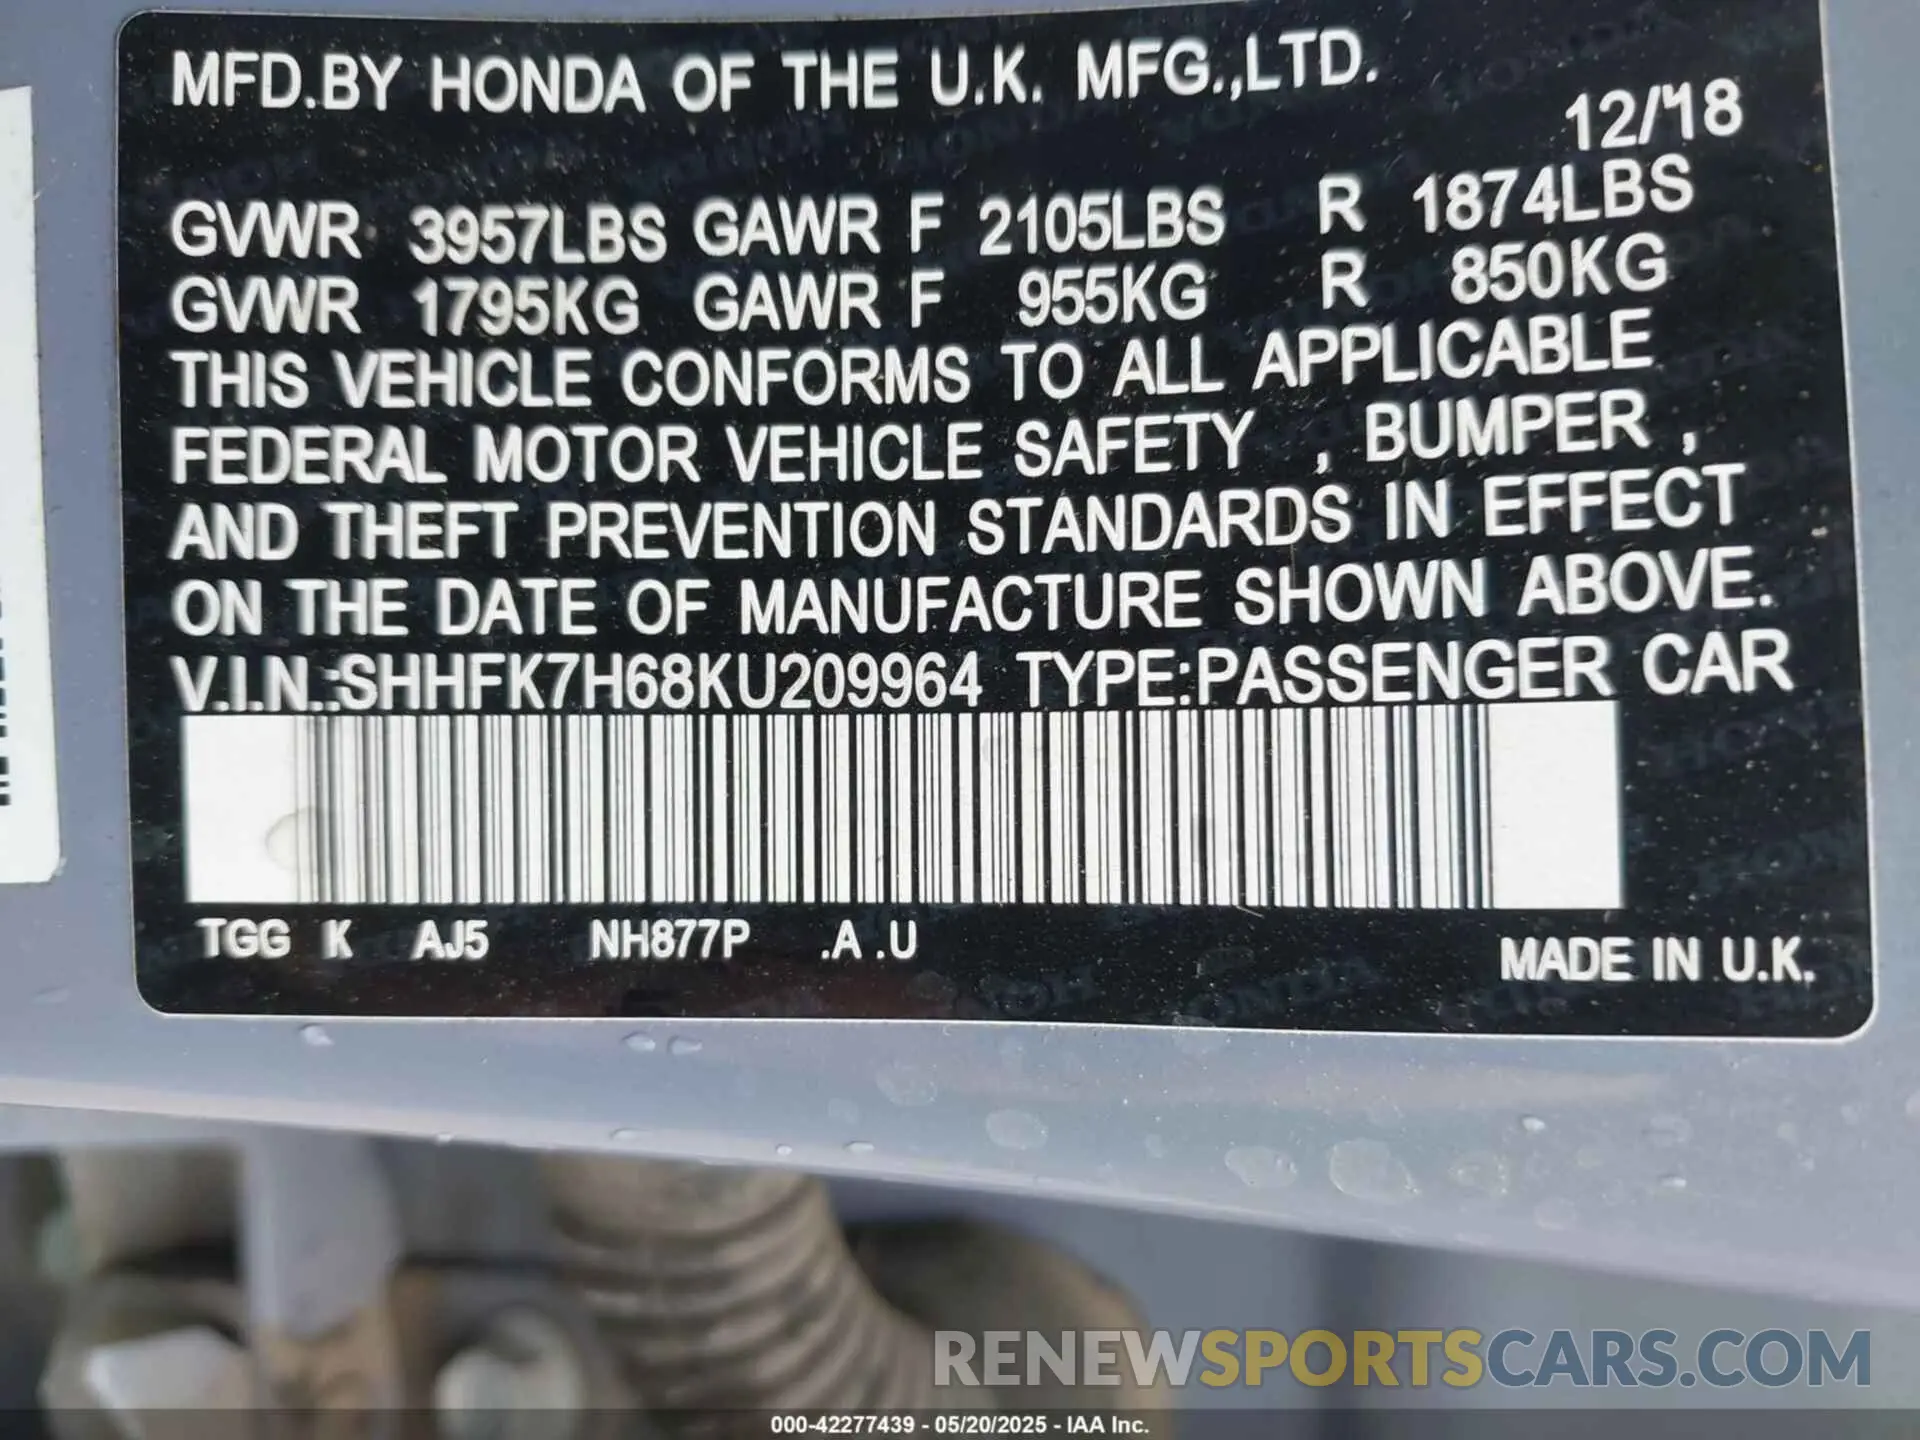 MFD.BY HONDA OF THE U.K. MFG.,LTD.
12/18
GVWR 3957LBS GAWR F 2105LBS R 1874LBS
GVWR 1795KG GAWR F 955KG R 850KG
THIS VEHICLE CONFORMS TO ALL APPLICABLE
FEDERAL MOTOR VEHICLE SAFETY , BUMPER ,
AND THEFT PREVENTION STANDARDS IN EFFECT
ON THE DATE OF MANUFACTURE SHOWN ABOVE.
V.I.N.:SHHFK7H68KU209964 TYPE:PASSENGER CAR
TGG K AJ5 NH877P .A .U
MADE IN U.K.
RENEWSPORTSCARS.COM
000-42277439 - 05/20/2025 - IAA Inc.